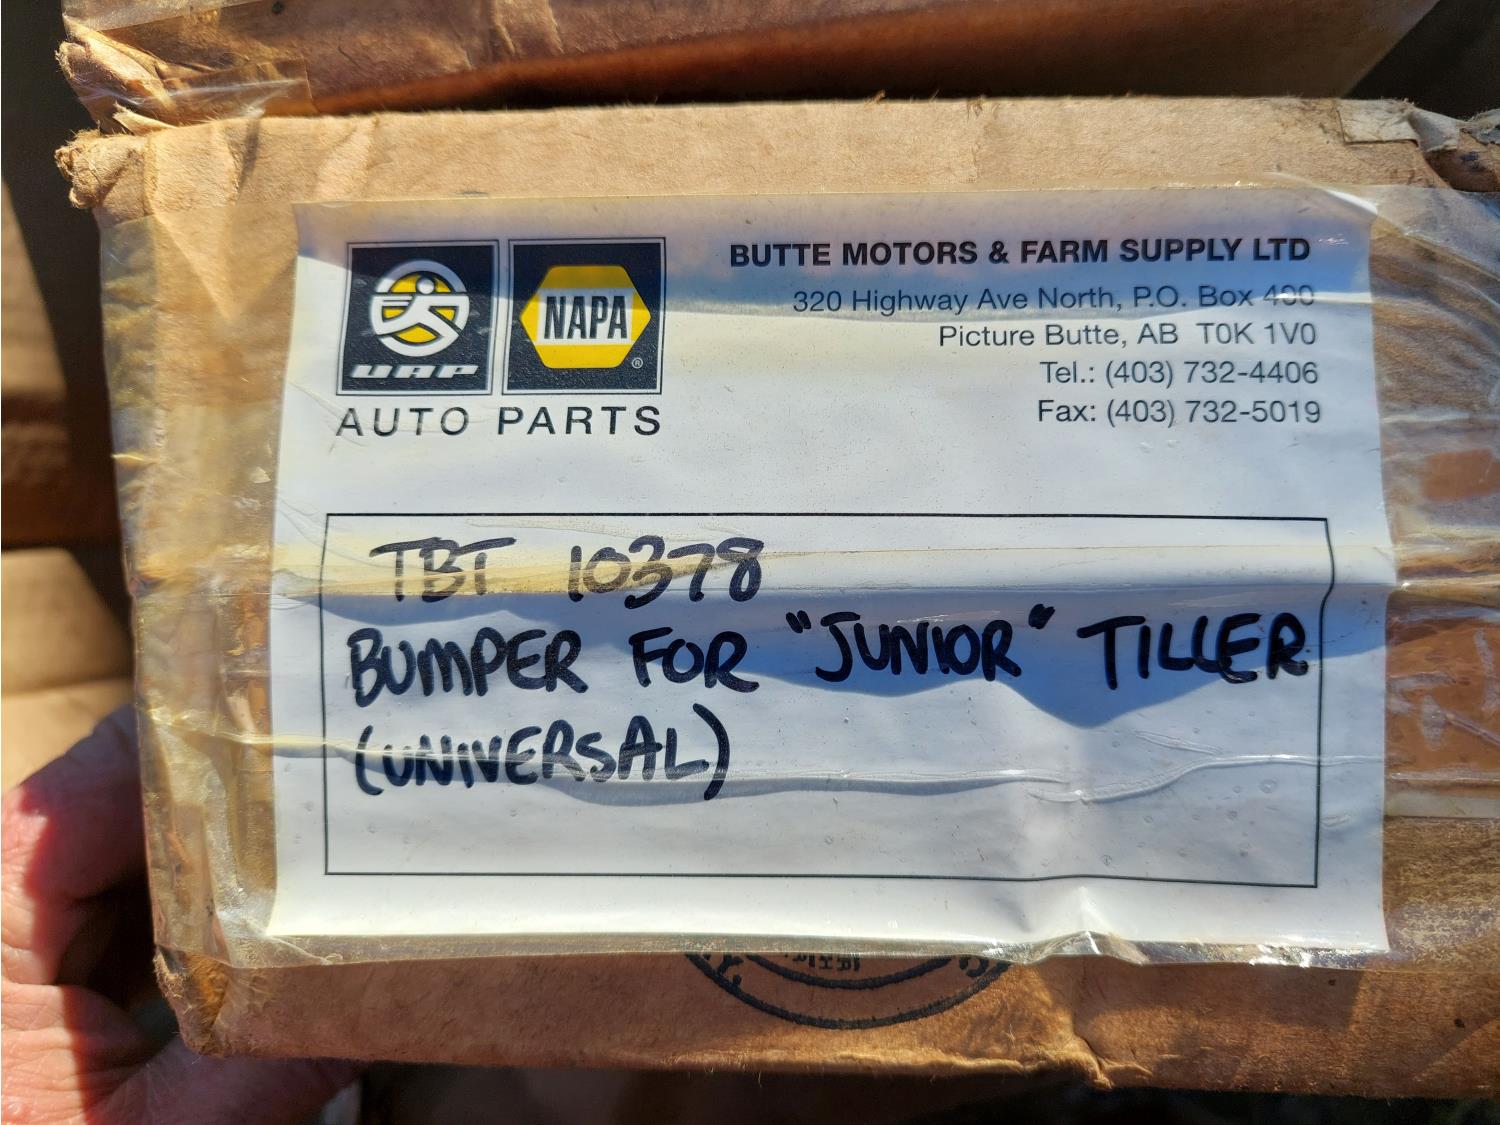 UAP
NAPA
®
AUTO PARTS
BUTTE MOTORS & FARM SUPPLY LTD
320 Highway Ave North, P.O. Box 400
Picture Butte, AB T0K 1V0
Tel.: (403) 732-4406
Fax: (403) 732-5019
TBT 10378
BUMPER FOR "JUNIOR" TILLER
(UNIVERSAL)